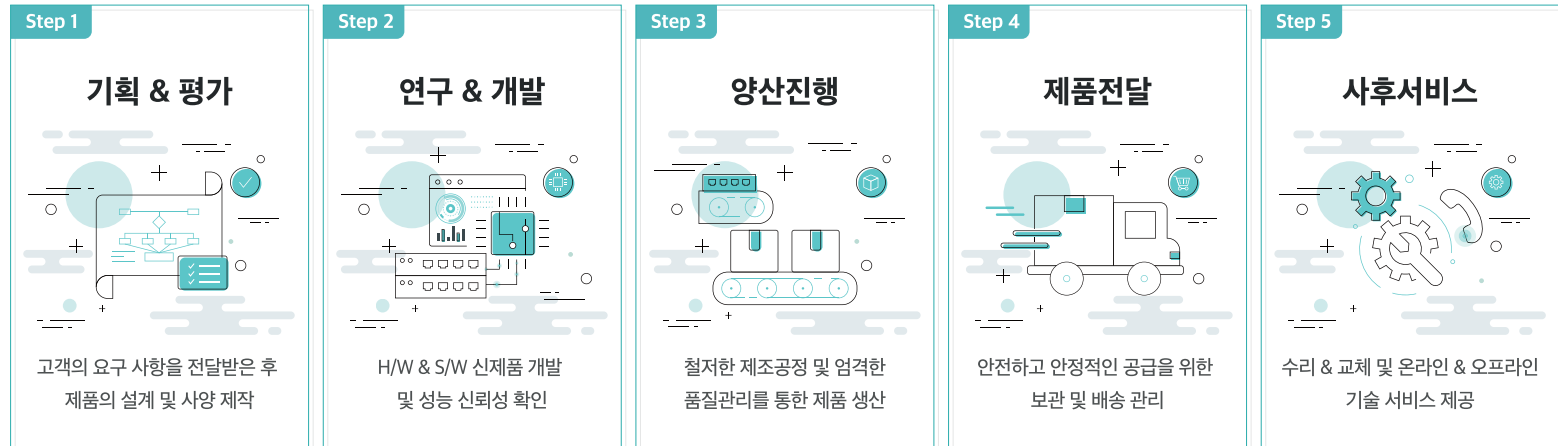 Step 1
기획 & 평가
고객의 요구 사항을 전달받은 후
제품의 설계 및 사양 제작
Step 2
연구 & 개발
H/W & S/W 신제품 개발
및 성능 신뢰성 확인
Step 3
양산진행
철저한 제조공정 및 엄격한
품질관리를 통한 제품 생산
Step 4
제품전달
안전하고 안정적인 공급을 위한
보관 및 배송 관리
Step 5
사후서비스
수리 & 교체 및 온라인 & 오프라인
기술 서비스 제공